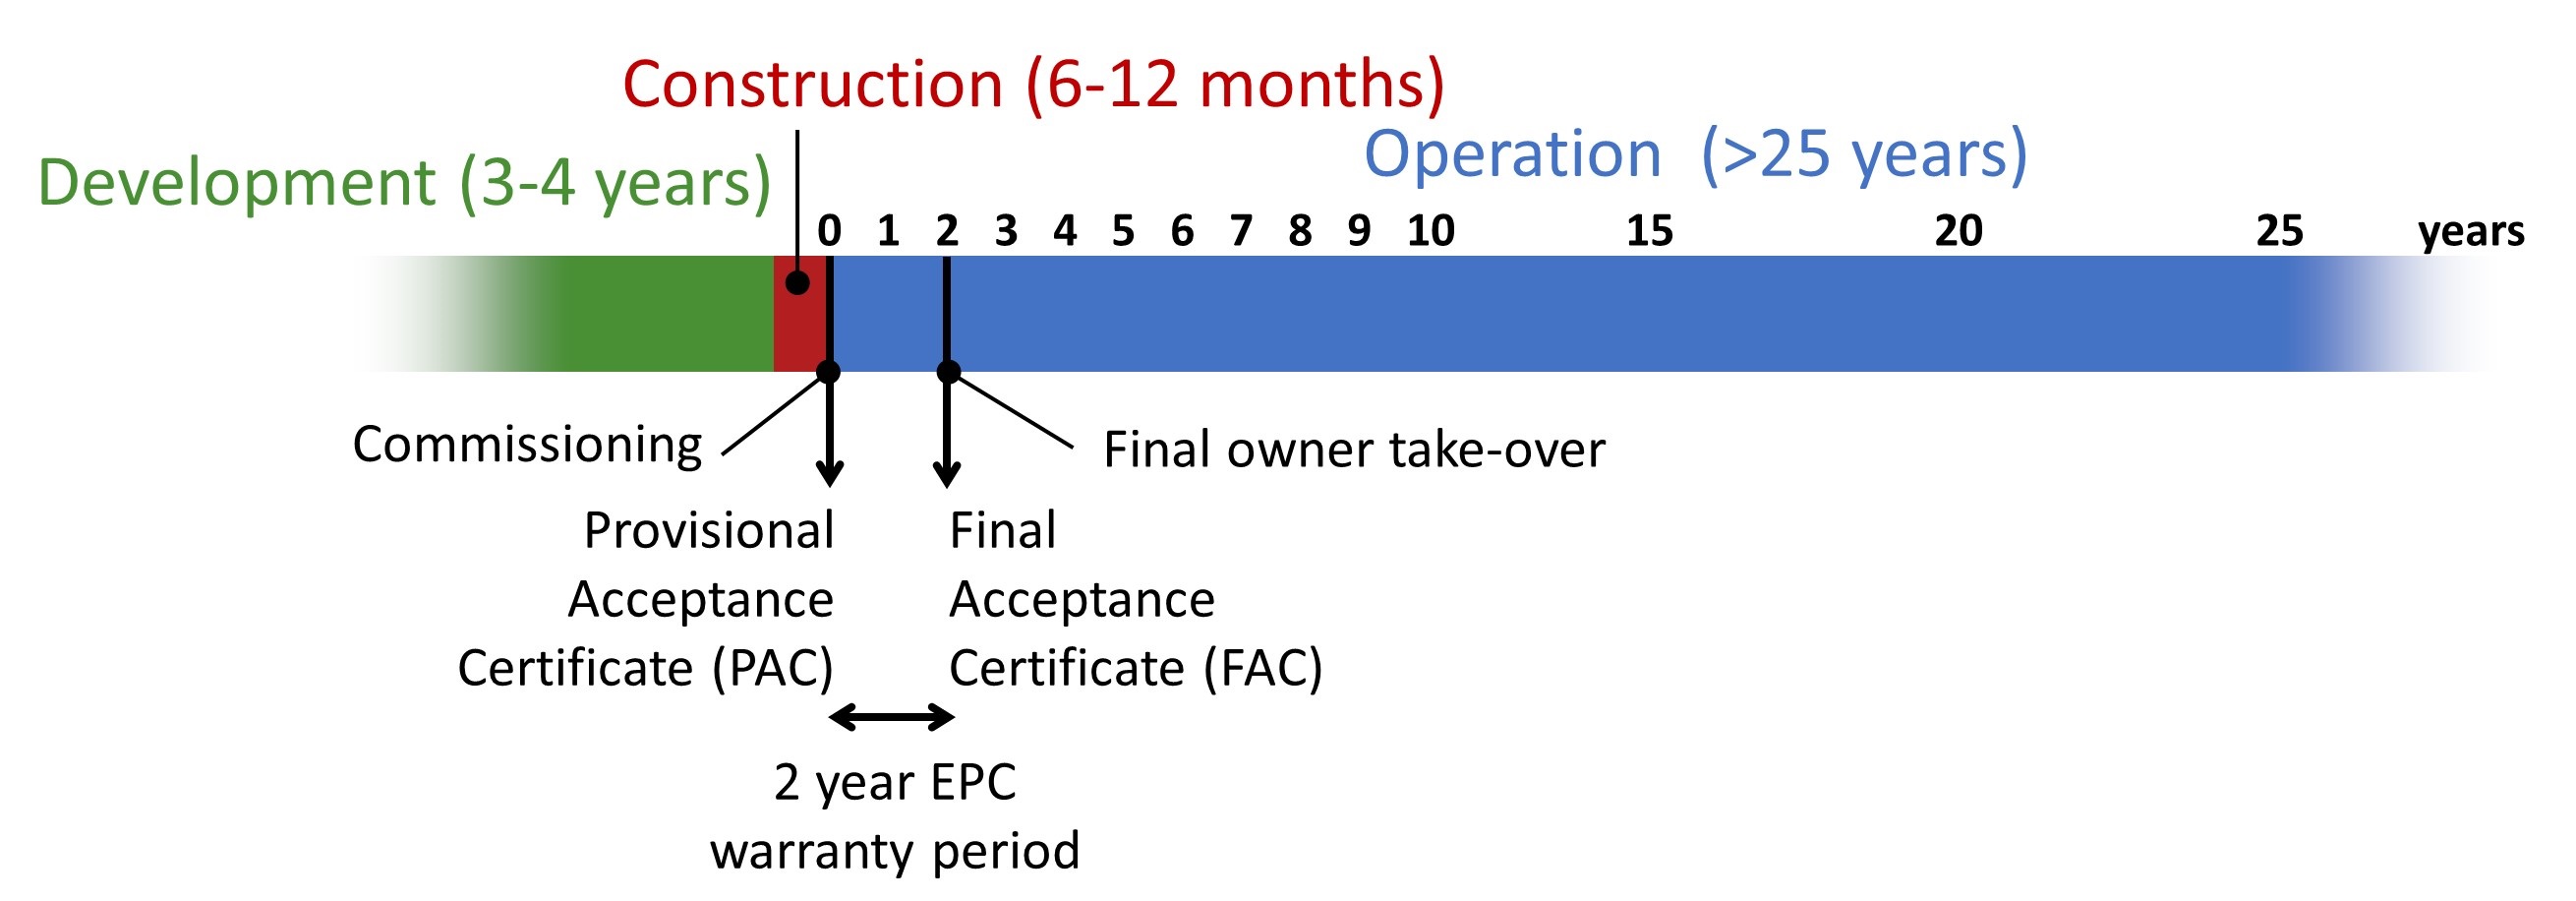 Construction (6-12 months)
Operation  (>25 years)
Development (3-4 years)
0 1 2 3 4 5 6 7 8 9 10 15 20 25 years
Commissioning
Final owner take-over
Provisional
Acceptance
Certificate (PAC)
Final
Acceptance
Certificate (FAC)
2 year EPC
warranty period